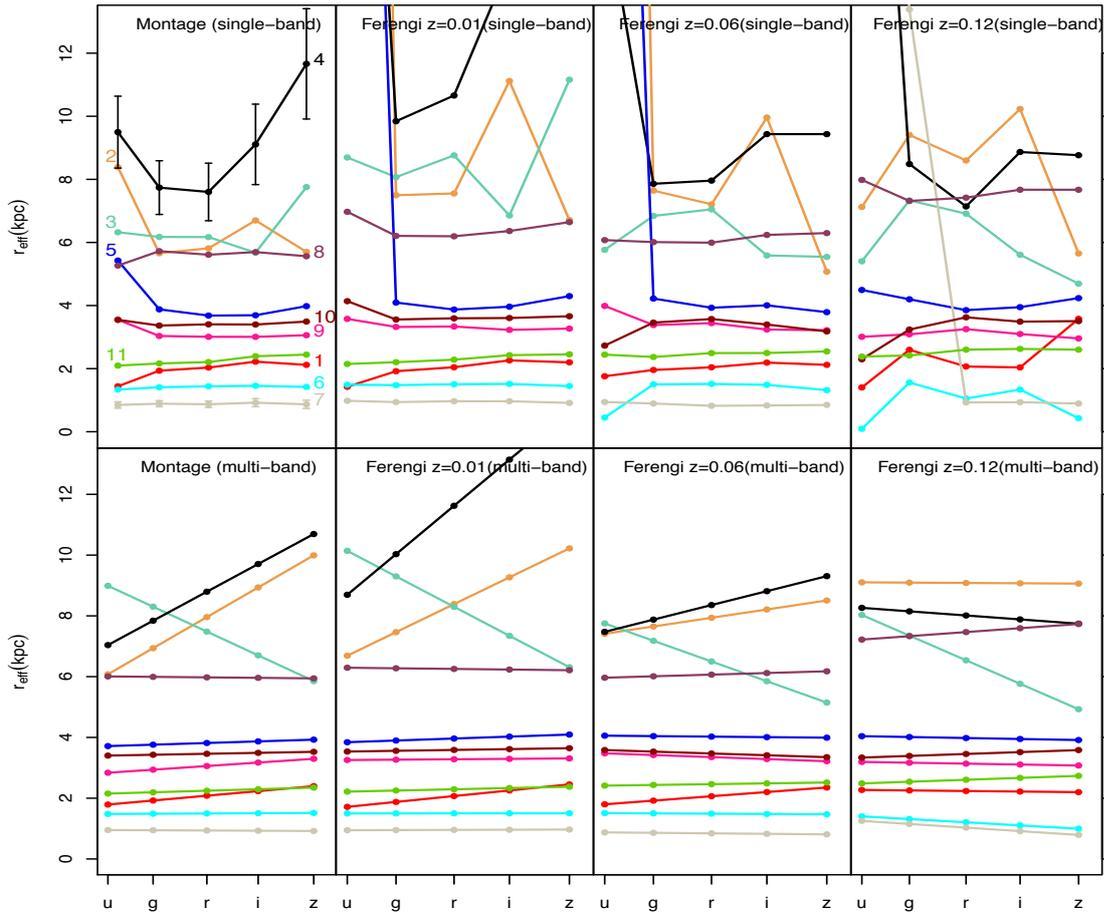 Montage (single−band)
Ferengi z=0.01(single−band)
Ferengi z=0.06(single−band)
Ferengi z=0.12(single−band)
12
10
8
6
4
2
0
r_eff(kpc)
4
2
3
5
8
10
9
11
1
6
7
Montage (multi−band)
Ferengi z=0.01(multi−band)
Ferengi z=0.06(multi−band)
Ferengi z=0.12(multi−band)
12
10
8
6
4
2
0
r_eff(kpc)
u g r i z
u g r i z
u g r i z
u g r i z